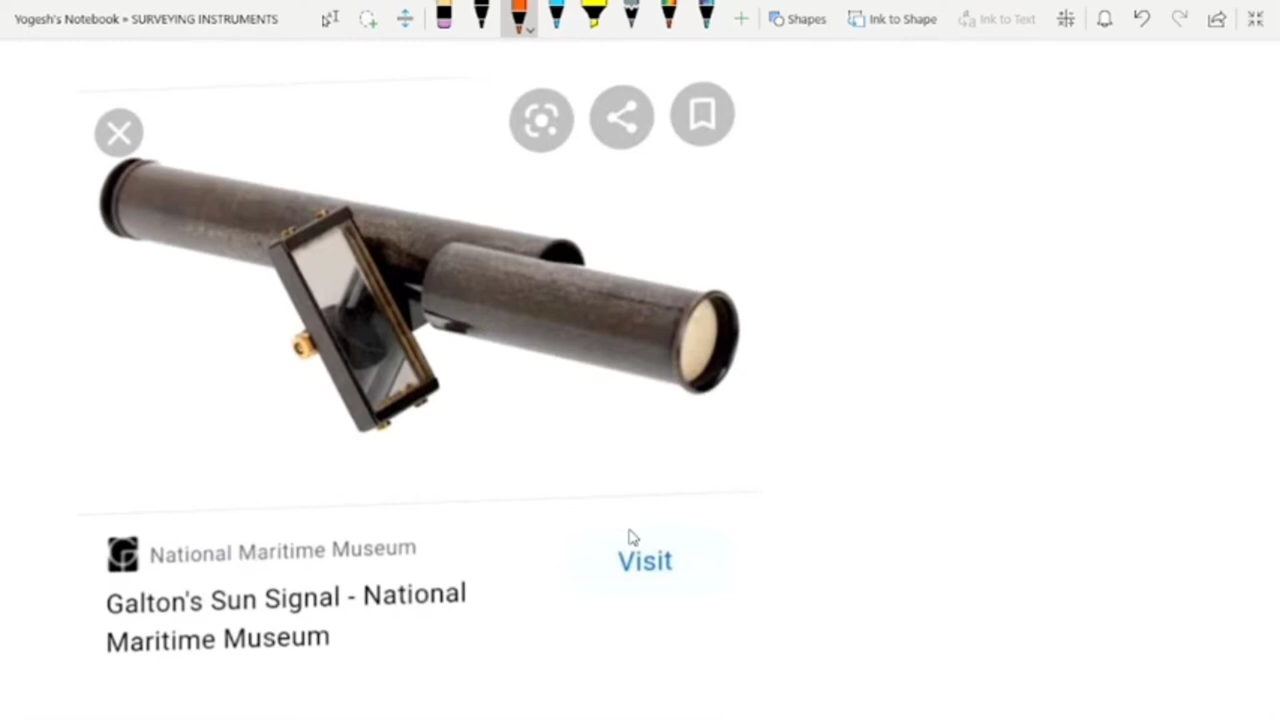 Yogesh's Notebook » SURVEYING INSTRUMENTS
Shapes
Ink to Shape
Ink to Text
National Maritime Museum
Visit
Galton's Sun Signal - National
Maritime Museum